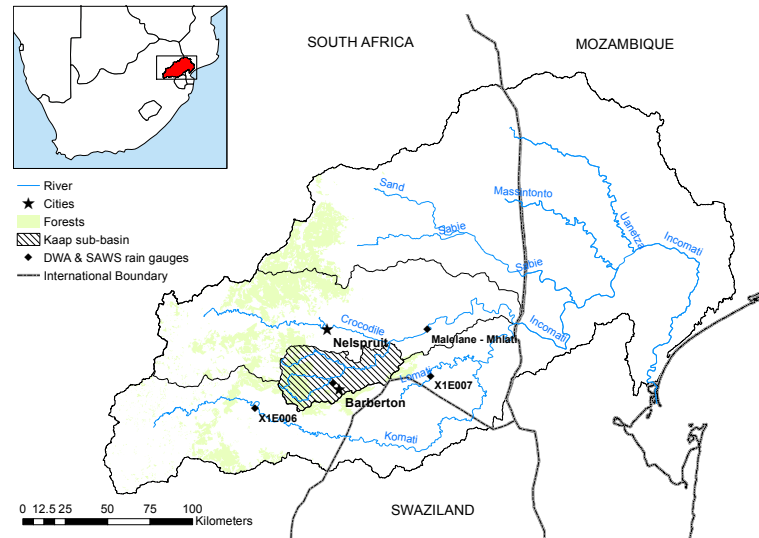 SOUTH AFRICA
MOZAMBIQUE
River
Cities
Forests
Kaap sub-basin
DWA & SAWS rain gauges
International Boundary
Sand
Sabie
Massintonto
Uanetza
Incomati
Sabie
Crocodile
Nelspruit
Malelane - Mhlati
Incomati
Lomati
X1E007
Barberton
X1E006
Komati
SWAZILAND
0 12.5 25 50 75 100
Kilometers